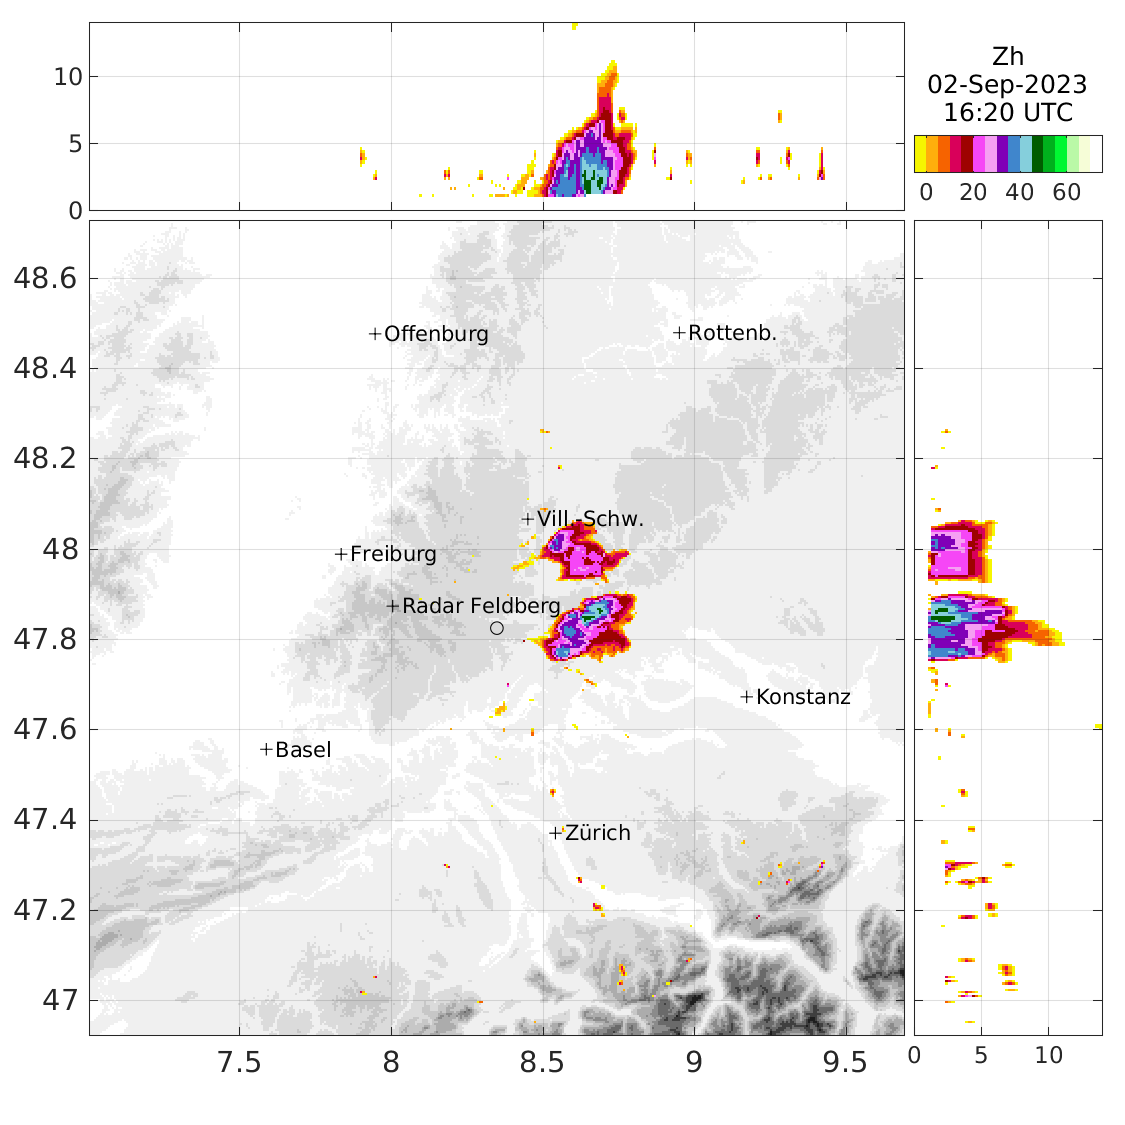 10
5
0
Zh
02-Sep-2023
16:20 UTC
0 20 40 60
48.6
48.4
48.2
48
47.8
47.6
47.4
47.2
47
+Offenburg
+Rottenb.
+Vill.-Schw.
+Freiburg
+Radar Feldberg
+Konstanz
+Basel
+Zürich
7.5 8 8.5 9 9.5
0 5 10